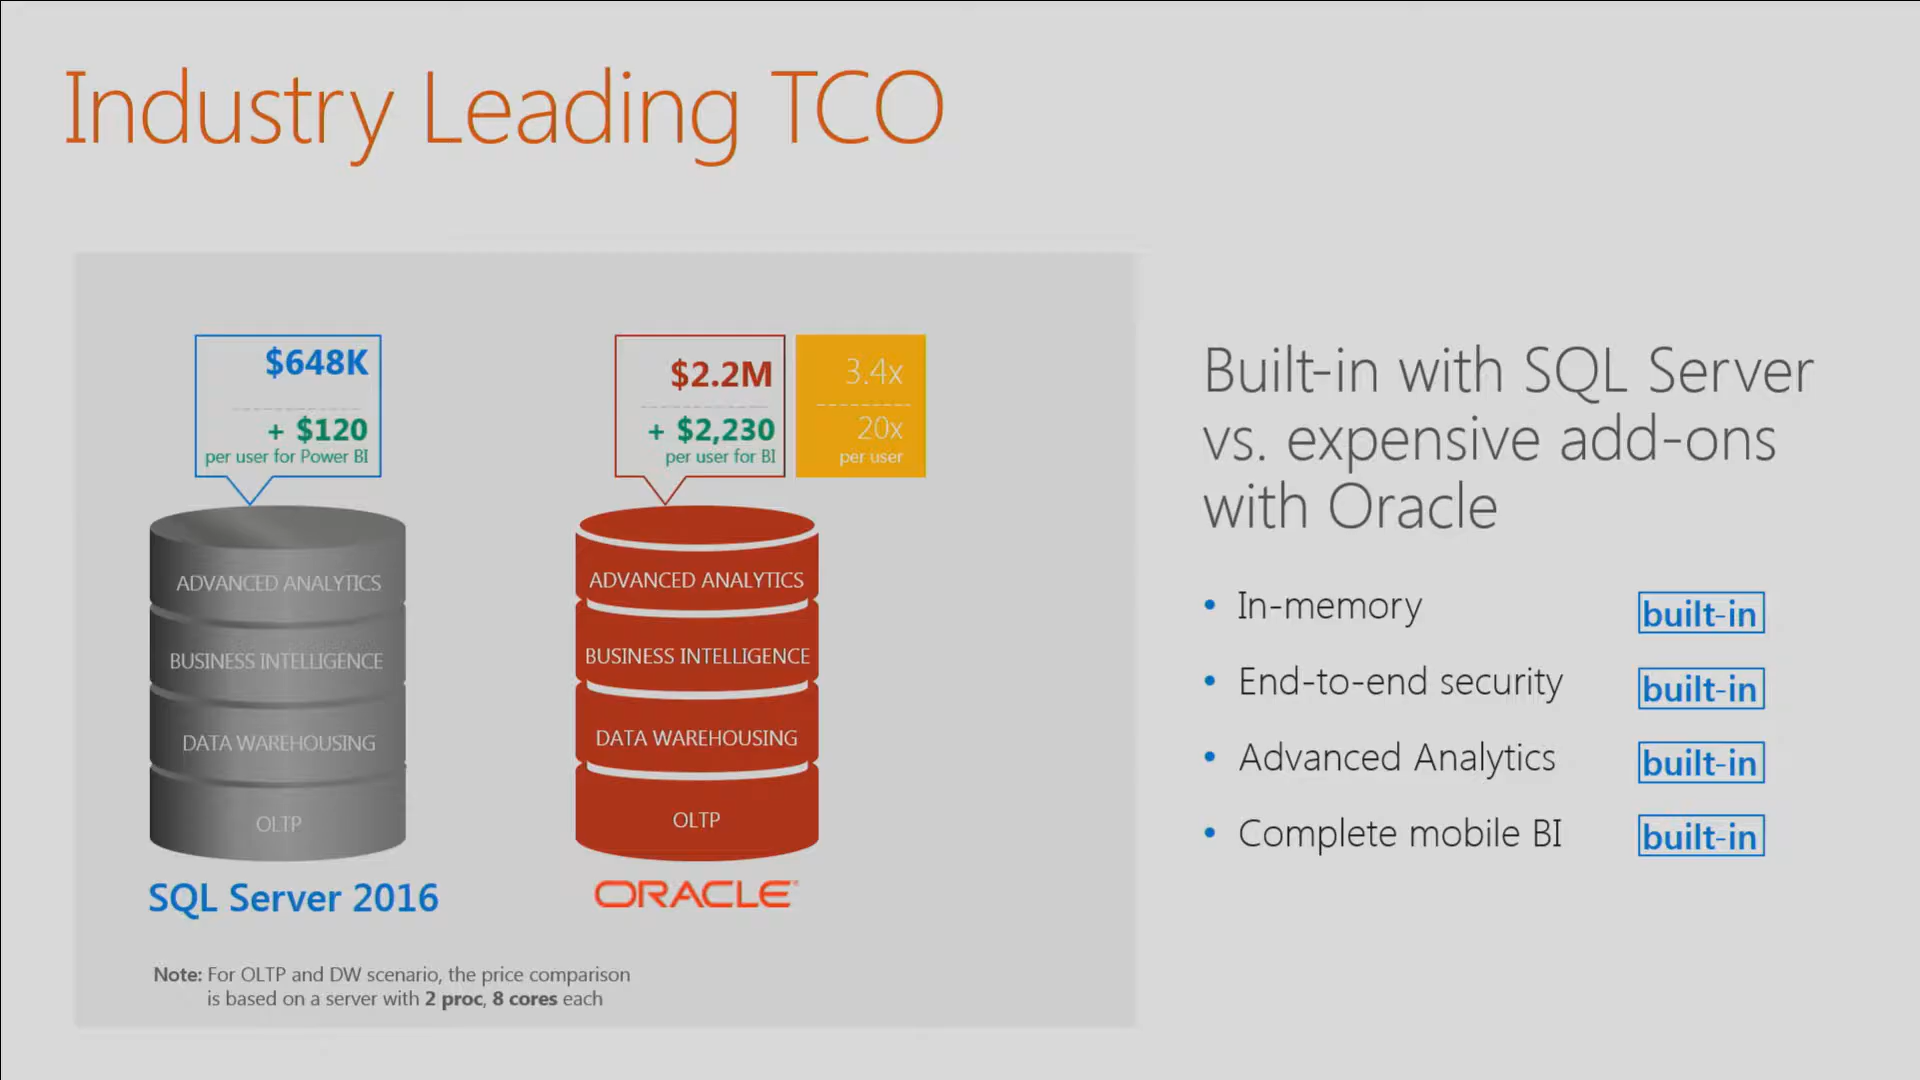 Industry Leading TCO
$648K
+ $120
per user for Power BI
$2.2M
+ $2,230
per user for BI
3.4x
20x
per user
ADVANCED ANALYTICS
BUSINESS INTELLIGENCE
DATA WAREHOUSING
OLTP
SQL Server 2016
ADVANCED ANALYTICS
BUSINESS INTELLIGENCE
DATA WAREHOUSING
OLTP
ORACLE
Note: For OLTP and DW scenario, the price comparison
is based on a server with 2 proc, 8 cores each
Built-in with SQL Server
vs. expensive add-ons
with Oracle
• In-memory built-in
• End-to-end security built-in
• Advanced Analytics built-in
• Complete mobile BI built-in